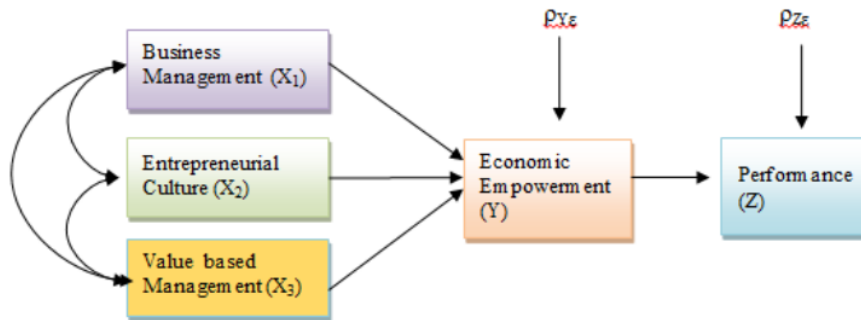 ρYε
ρZε
Business
Management (X₁)
Entrepreneurial
Culture (X₂)
Value based
Management (X₃)
Economic
Empowerment
(Y)
Performance
(Z)